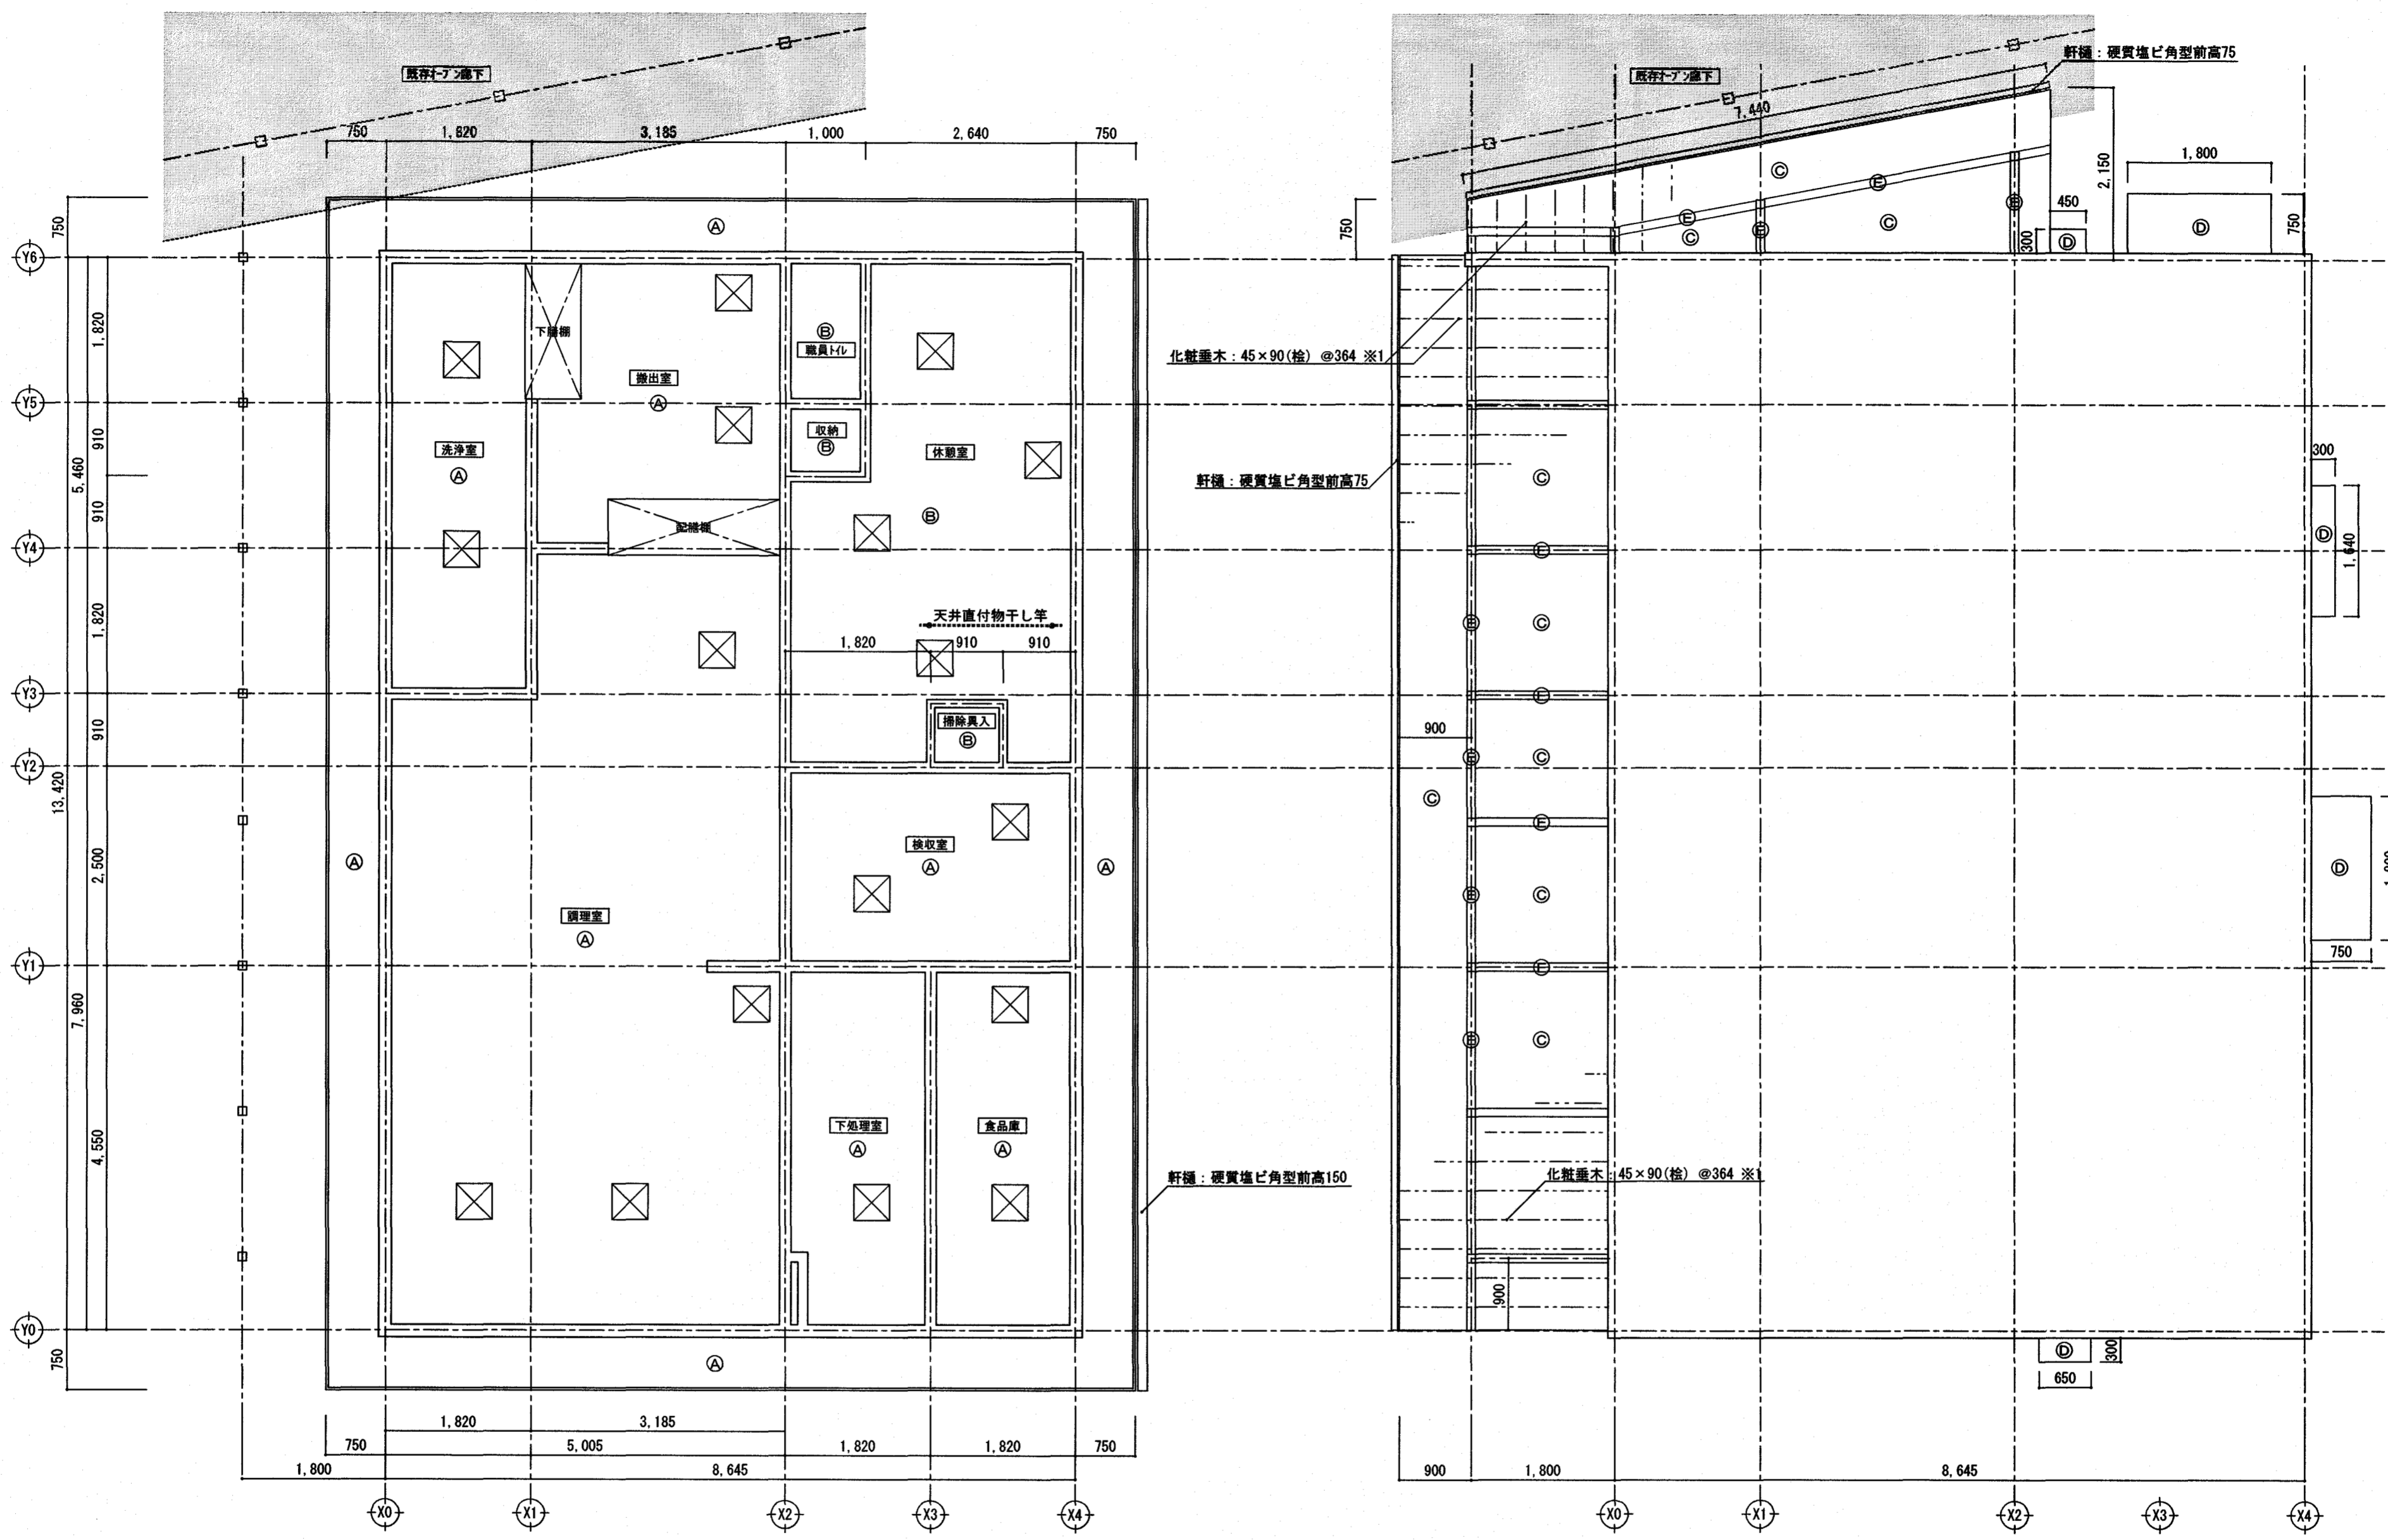 既存オープン廊下
750
1,820
3,185
1,000
2,640
750
750
Y6
1,820
Y5
910
5,460
910
Y4
1,820
Y3
910
Y2
13,420
2,500
Y1
7,960
4,550
Y0
750
A
下膳棚
搬出室
A
B
職員トイレ
収納
B
洗浄室
A
休憩室
B
配膳棚
天井直付物干し竿
1,820
910
910
掃除具入
B
検収室
A
A
A
調理室
A
下処理室
A
食品庫
A
A
軒樋：硬質塩ビ角型前高150
1,820
3,185
750
5,005
1,820
1,820
750
1,800
8,645
X0
X1
X2
X3
X4
既存オープン廊下
軒樋：硬質塩ビ角型前高75
7,440
2,150
1,800
750
450
300
750
C
E
E
C
C
D
D
化粧垂木：45×90(桧) @364 ※1
軒樋：硬質塩ビ角型前高75
300
D
1,640
C
C
900
C
C
E
C
C
D
750
化粧垂木：45×90(桧) @364 ※1
900
D
300
650
900
1,800
8,645
X0
X1
X2
X3
X4